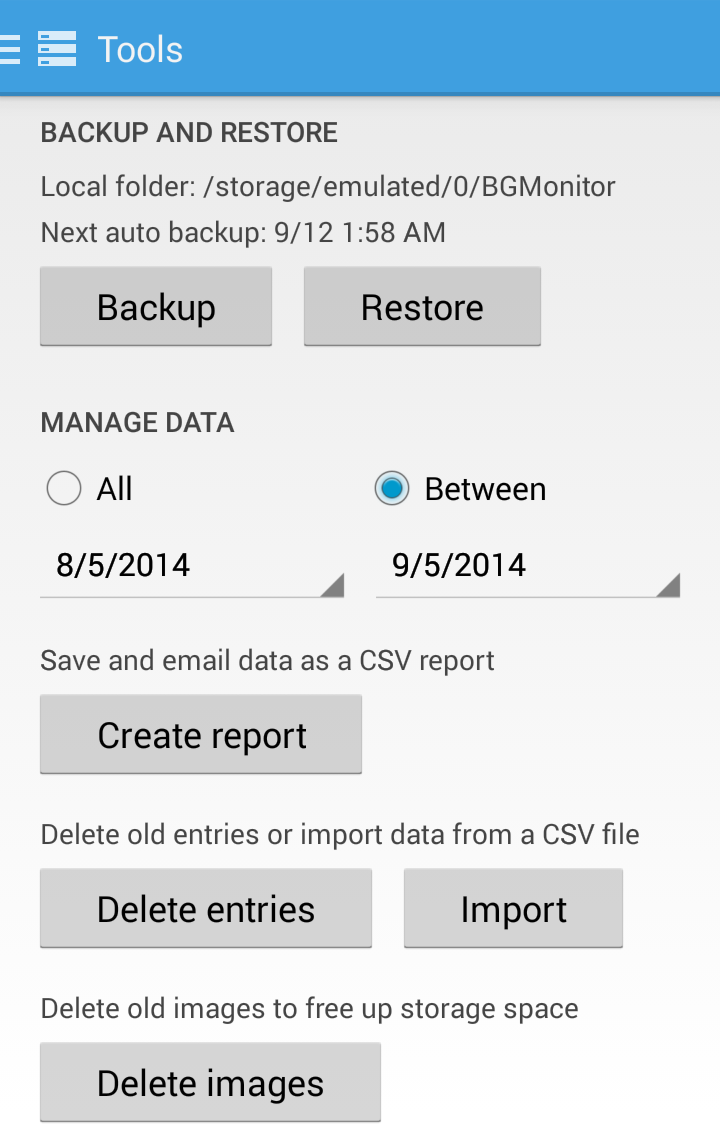 Tools
BACKUP AND RESTORE
Local folder: /storage/emulated/0/BGMonitor
Next auto backup: 9/12 1:58 AM
Backup Restore
MANAGE DATA
All Between
8/5/2014 9/5/2014
Save and email data as a CSV report
Create report
Delete old entries or import data from a CSV file
Delete entries Import
Delete old images to free up storage space
Delete images